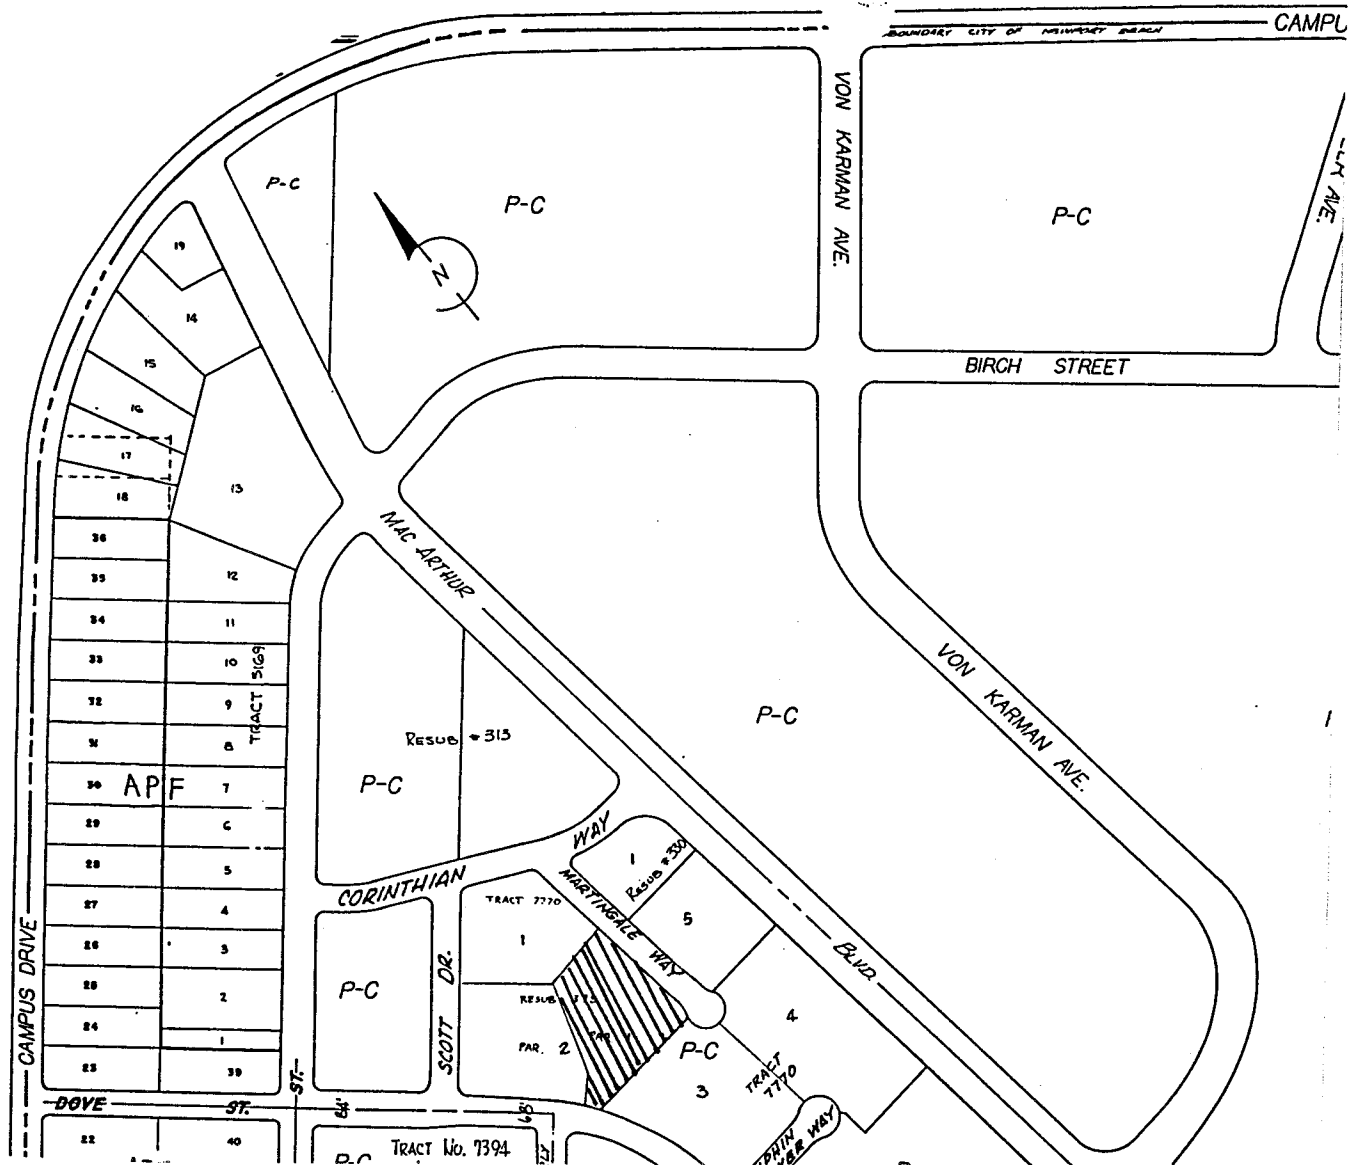 CAMPU
BOUNDARY CITY OF NEWPORT BEACH
VON KARMAN AVE.
P-C
P-C
P-C
AVE.
N
19
14
15
16
17
18
13
BIRCH STREET
MAC ARTHUR
36
35
34
33
32
31
30
29
28
27
26
25
24
23
12
11
10
9
8
7
6
5
4
3
2
1
39
TRACT 5169
APF
RESUB #313
P-C
P-C
VON KARMAN AVE.
CORINTHIAN WAY
MARTINGALE WAY
1
RESUB #330
5
TRACT 7770
1
BLVD.
CAMPUS DRIVE
P-C
SCOTT DR.
RESUB
PAR. 2
PAR
4
P-C
3
TRACT 7770
DOVE ST.
ST.
84'
68'
22
40
P-C
TRACT NO. 7394
WAY